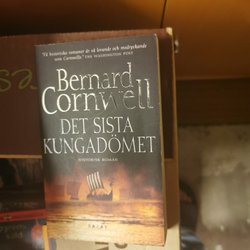 "Få historiska romaner är så levande och medryckande
som Cornwells." THE WASHINGTON POST
Bernard
Cornwell
DET SISTA
KUNGADÖMET
HISTORISK ROMAN